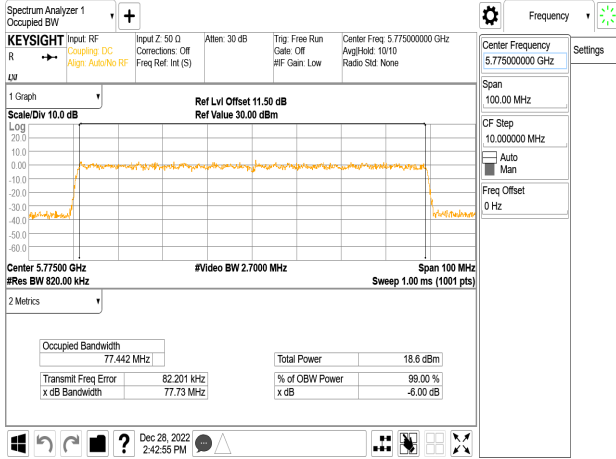 Spectrum Analyzer 1
Occupied BW
KEYSIGHT
R
LXI
Input: RF
Coupling: DC
Align: Auto/No RF
Input Z: 50 Ω
Corrections: Off
Freq Ref: Int (S)
Atten: 30 dB
Trig: Free Run
Gate: Off
#IF Gain: Low
Center Freq: 5.775000000 GHz
Avg|Hold: 10/10
Radio Std: None
1 Graph
Scale/Div 10.0 dB
Ref Lvl Offset 11.50 dB
Ref Value 30.00 dBm
Log
20.0
10.0
0.00
-10.0
-20.0
-30.0
-40.0
-50.0
-60.0
Center 5.77500 GHz
#Video BW 2.7000 MHz
Span 100 MHz
#Res BW 820.00 kHz
Sweep 1.00 ms (1001 pts)
2 Metrics
Occupied Bandwidth
77.442 MHz
Total Power 18.6 dBm
Transmit Freq Error 82.201 kHz
% of OBW Power 99.00 %
x dB Bandwidth 77.73 MHz
x dB -6.00 dB
Dec 28, 2022
2:42:55 PM
Frequency
Settings
Center Frequency
5.775000000 GHz
Span
100.00 MHz
CF Step
10.000000 MHz
Auto
Man
Freq Offset
0 Hz